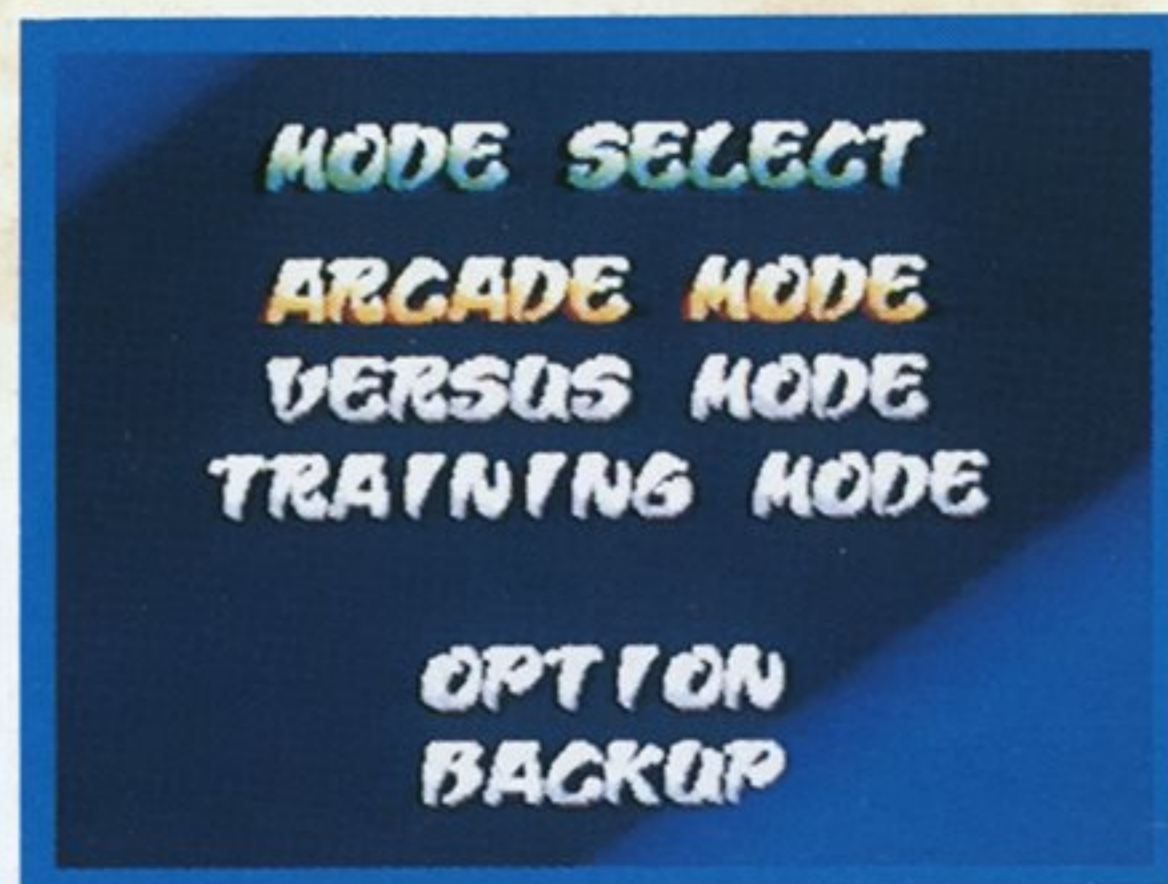 MODE SELECT
ARCADE MODE
VERSUS MODE
TRAINING MODE
OPTION
BACKUP